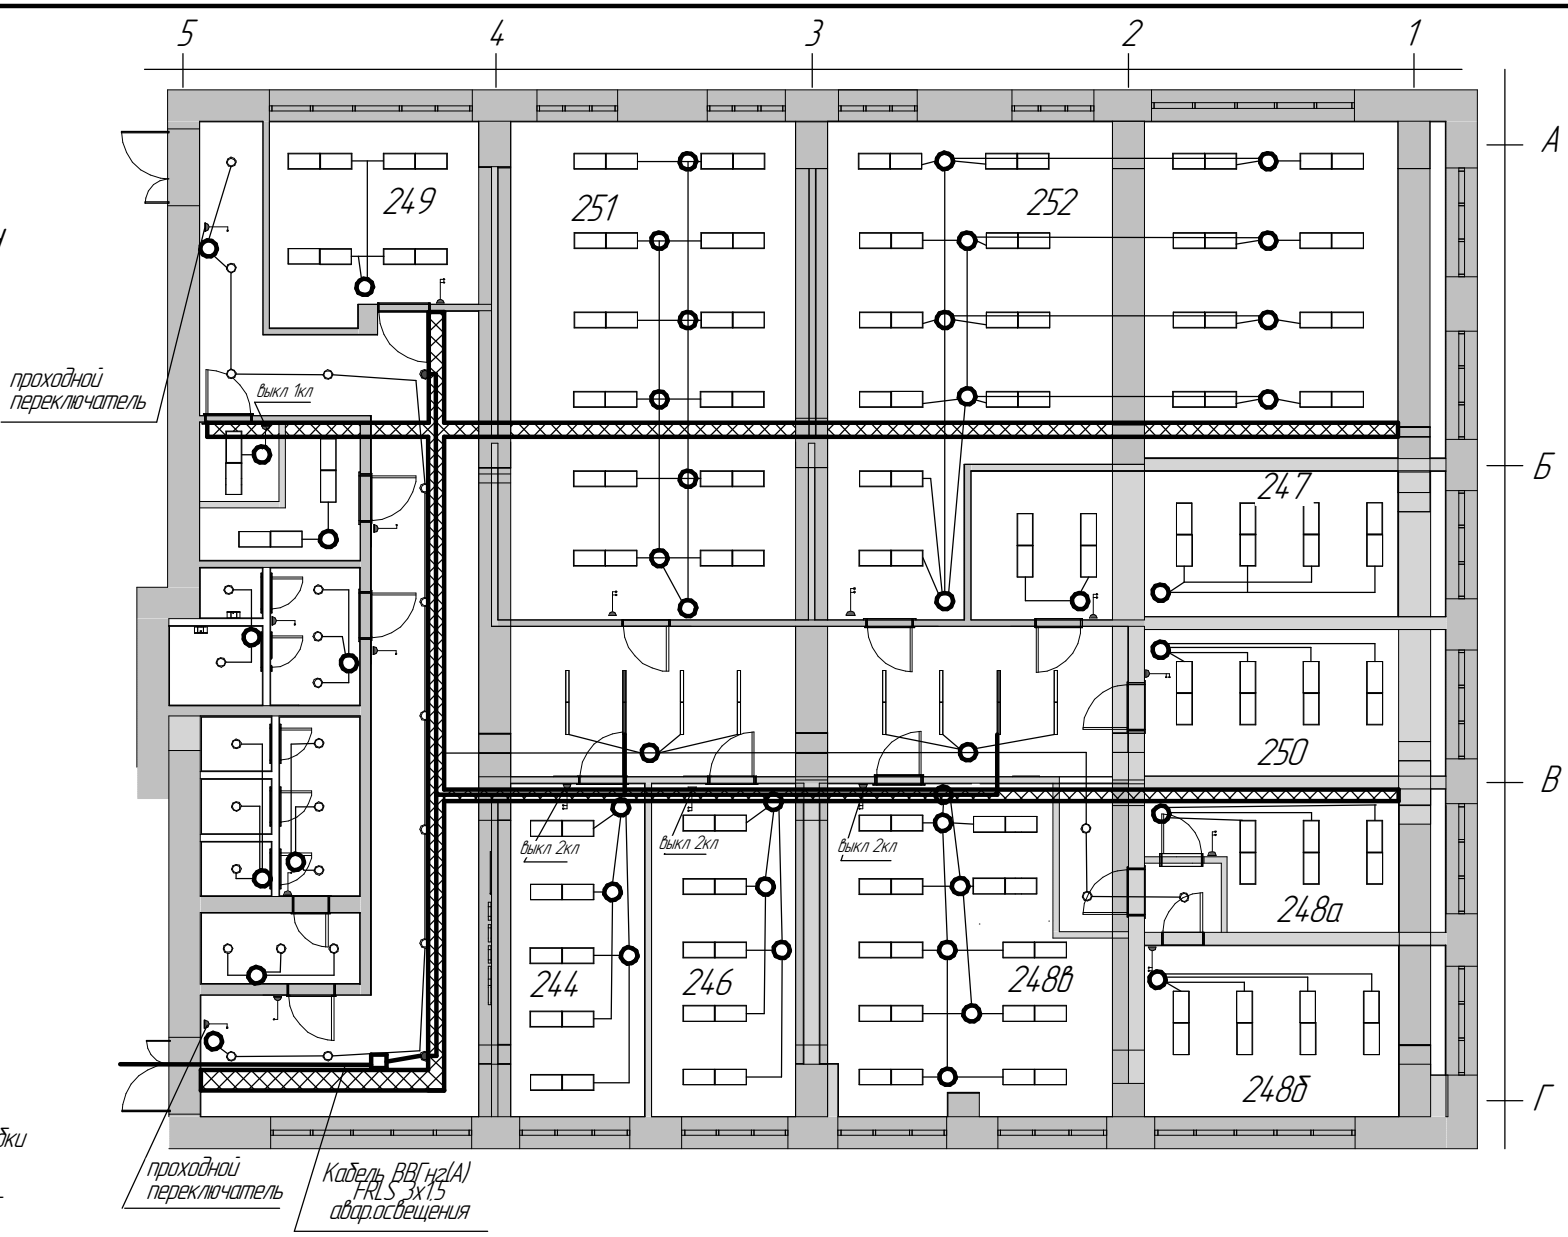 5 4 3 2 1
А
249 251 252
проходной
переключатель
выкл 1кл
Б
247
250
В
выкл 2кл выкл 2кл выкл 2кл
248а
244 246 248в
248б
Г
проходной
переключатель
Кабель ВВГнг(А)
FRLS 3х1,5
авар.освещения